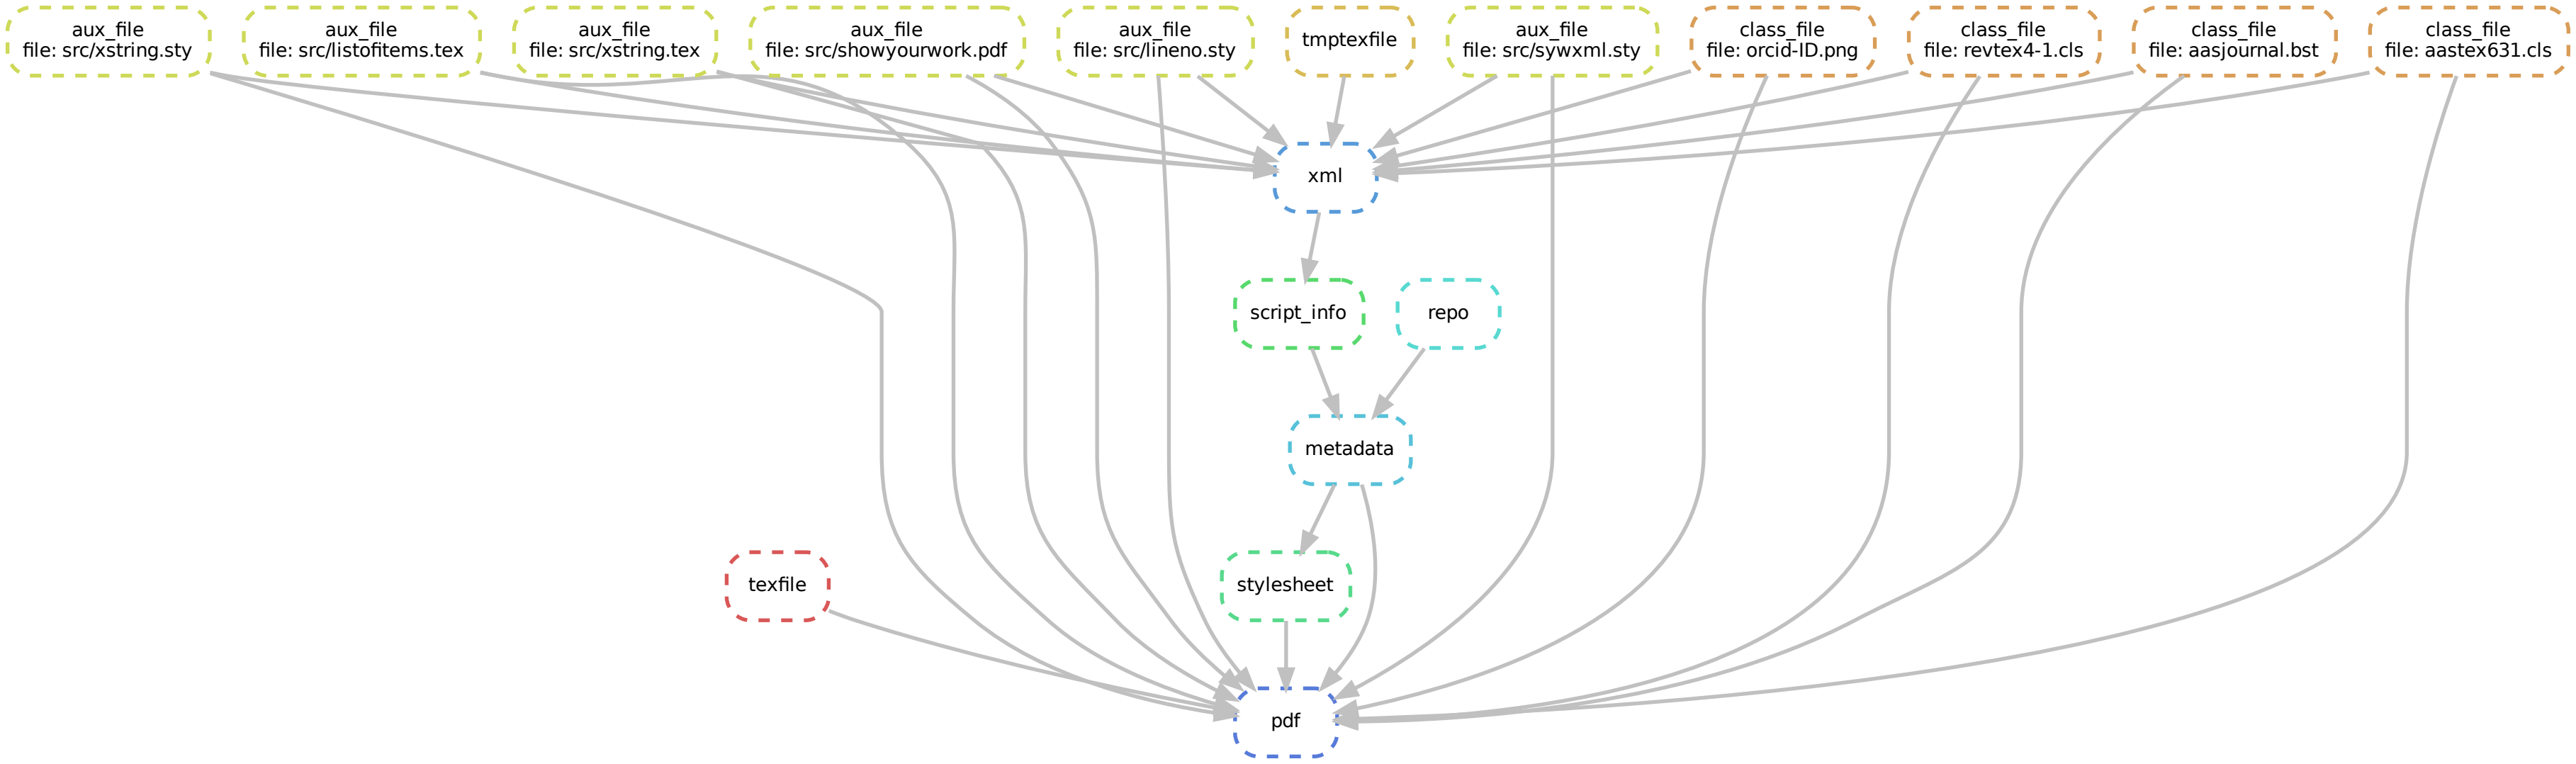 aux_file
file: src/xstring.sty
aux_file
file: src/listofitems.tex
aux_file
file: src/xstring.tex
aux_file
file: src/showyourwork.pdf
aux_file
file: src/lineno.sty
tmptexfile
aux_file
file: src/sywxml.sty
class_file
file: orcid-ID.png
class_file
file: revtex4-1.cls
class_file
file: aasjournal.bst
class_file
file: aastex631.cls
xml
script_info
repo
metadata
texfile
stylesheet
pdf